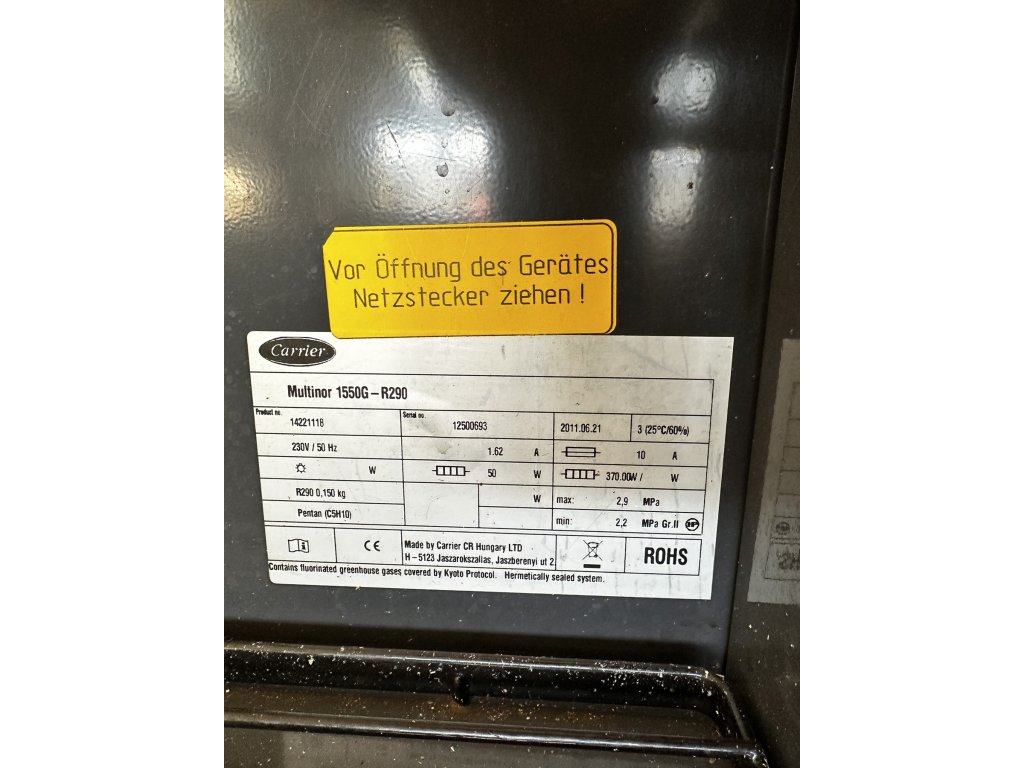 Vor Öffnung des Gerätes
Netzstecker ziehen !
Carrier
Multinor 1550G–R290
Product no. 14221118 Serial no. 12500693 2011.06.21 3 (25°C/60%)
230V / 50 Hz 1.62 A 10 A
W 50 W 370.00W / W
R290 0,150 kg W max: 2,9 MPa
Pentan (C5H10) min: 2,2 MPa Gr.II
CE Made by Carrier CR Hungary LTD
H–5123 Jaszarokszallas, Jaszberenyi ut 2. ROHS
Contains fluorinated greenhouse gases covered by Kyoto Protocol. Hermetically sealed system.